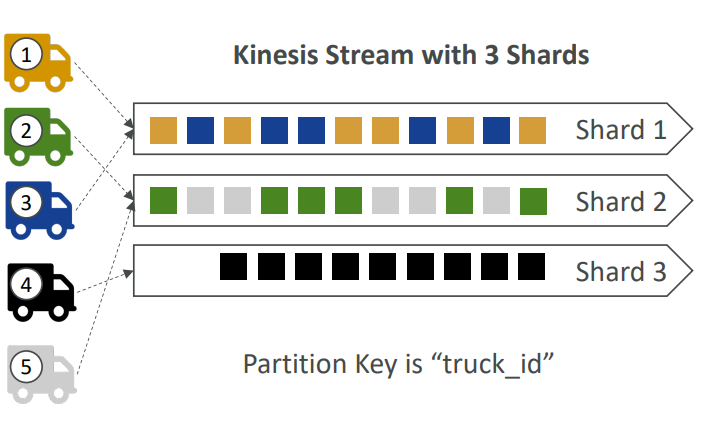 Kinesis Stream with 3 Shards
1
2
3
4
5
Shard 1
Shard 2
Shard 3
Partition Key is “truck_id”